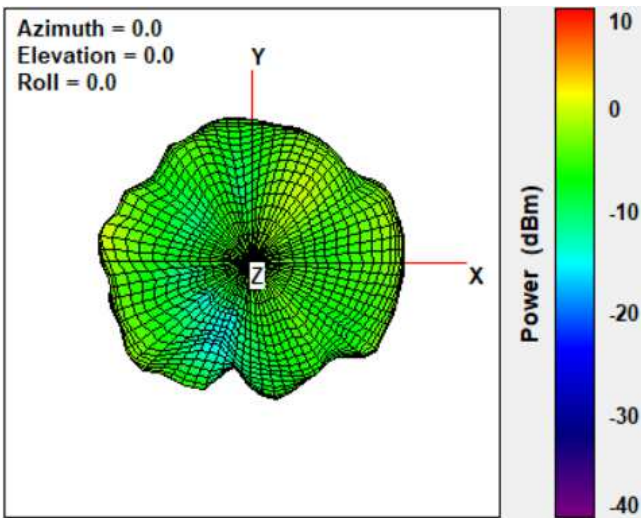 Azimuth = 0.0
Elevation = 0.0
Roll = 0.0
Y
Z
X
Power (dBm)
10
0
-10
-20
-30
-40